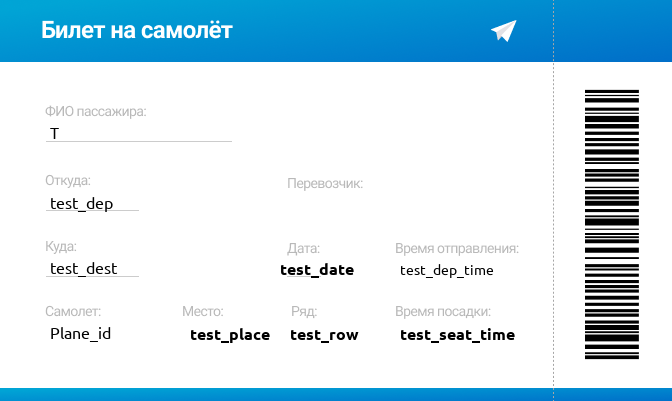 Билет на самолёт
ФИО пассажира:
T
Откуда:
Перевозчик:
test_dep
Куда:
Дата:
Время отправления:
test_dest
test_date
test_dep_time
Самолет:
Место:
Ряд:
Время посадки:
Plane_id
test_place
test_row
test_seat_time